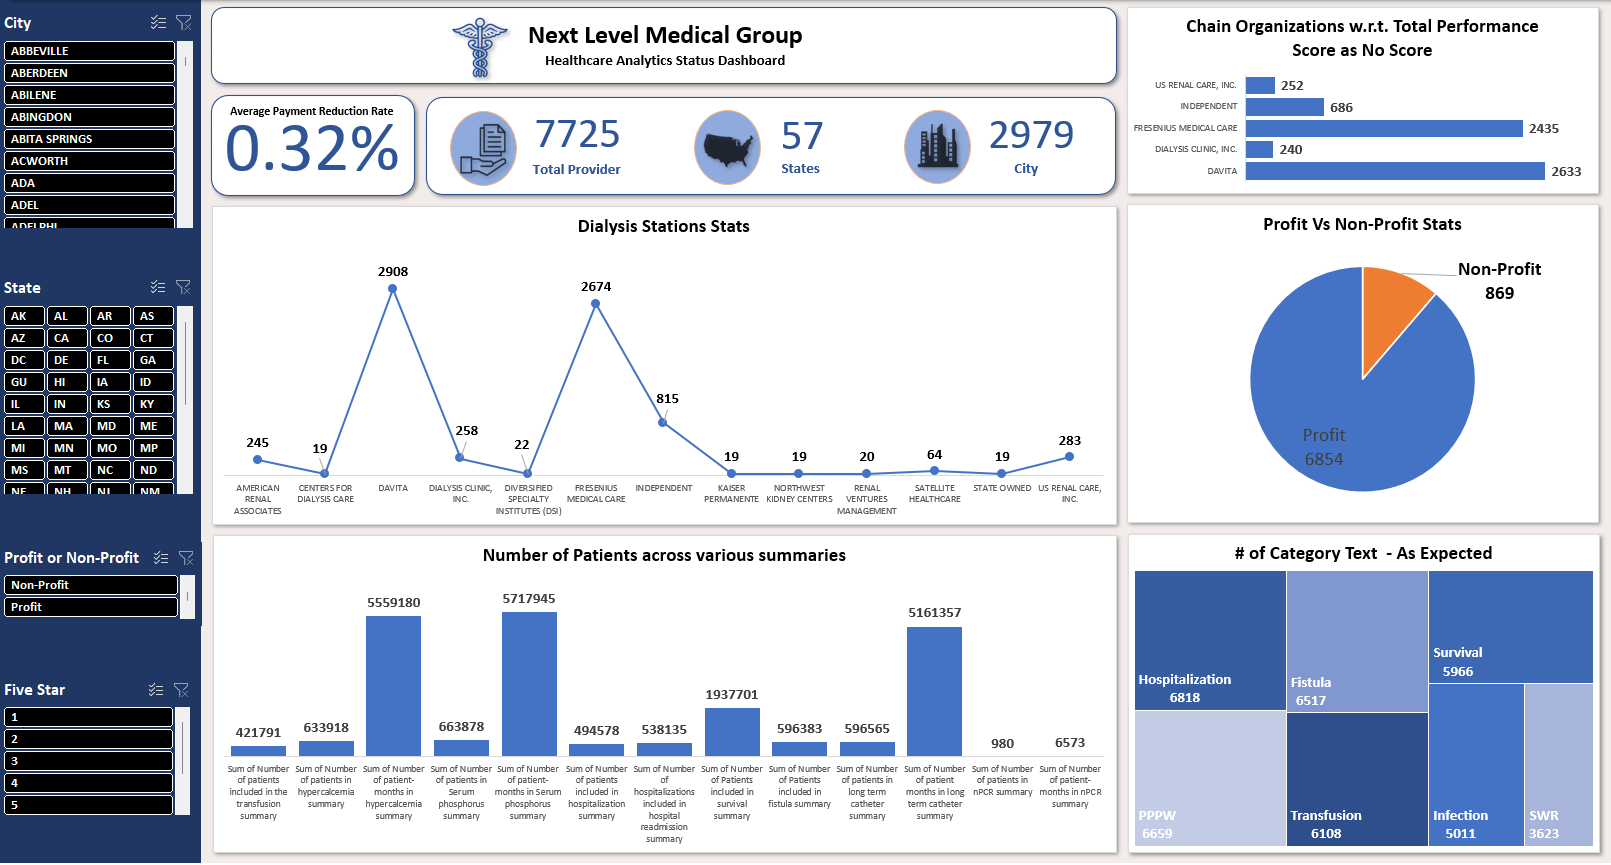 City
ABBEVILLE
ABERDEEN
ABILENE
ABINGDON
ABITA SPRINGS
ACWORTH
ADA
ADEL
ADELPHI
State
AK AL AR AS
AZ CA CO CT
DC DE FL GA
GU HI IA ID
IL IN KS KY
LA MA MD ME
MI MN MO MP
MS MT NC ND
NE NH NJ NM
Profit or Non-Profit
Non-Profit
Profit
Five Star
1
2
3
4
5
Next Level Medical Group
Healthcare Analytics Status Dashboard
Average Payment Reduction Rate
0.32%
7725
Total Provider
57
States
2979
City
Chain Organizations w.r.t. Total Performance
Score as No Score
US RENAL CARE, INC. 252
INDEPENDENT 686
FRESENIUS MEDICAL CARE 2435
DIALYSIS CLINIC, INC. 240
DAVITA 2633
Dialysis Stations Stats
245 19 2908 258 22 2674 815 19 19 20 64 19 283
AMERICAN
RENAL
ASSOCIATES
CENTERS FOR
DIALYSIS CARE
DAVITA
DIALYSIS CLINIC,
INC.
DIVERSIFIED
SPECIALTY
INSTITUTES (DSI)
FRESENIUS
MEDICAL CARE
INDEPENDENT
KAISER
PERMANENTE
NORTHWEST
KIDNEY CENTERS
RENAL
VENTURES
MANAGEMENT
SATELLITE
HEALTHCARE
STATE OWNED
US RENAL CARE,
INC.
Profit Vs Non-Profit Stats
Non-Profit
869
Profit
6854
Number of Patients across various summaries
421791 633918 5559180 663878 5717945 494578 538135 1937701 596383 596565 5161357 980 6573
Sum of Number
of patients
included in the
transfusion
summary
Sum of Number
of patients in
hypercalcemia
summary
Sum of Number
of patient-
months in
hypercalcemia
summary
Sum of Number
of patients in
Serum
phosphorus
summary
Sum of Number
of patient-
months in Serum
phosphorus
summary
Sum of Number
of patients
included in
hospitalization
summary
Sum of Number
of
hospitalizations
included in
hospital
readmission
summary
Sum of Number
of Patients
included in
survival
summary
Sum of Number
of Patients
included in
fistula summary
Sum of Number
of patients in
long term
catheter
summary
Sum of Number
of patient
months in long
term catheter
summary
Sum of Number
of patients in
nPCR summary
Sum of Number
of patient-
months in nPCR
summary
# of Category Text - As Expected
Hospitalization
6818
Fistula
6517
Survival
5966
PPPW
6659
Transfusion
6108
Infection
5011
SWR
3623